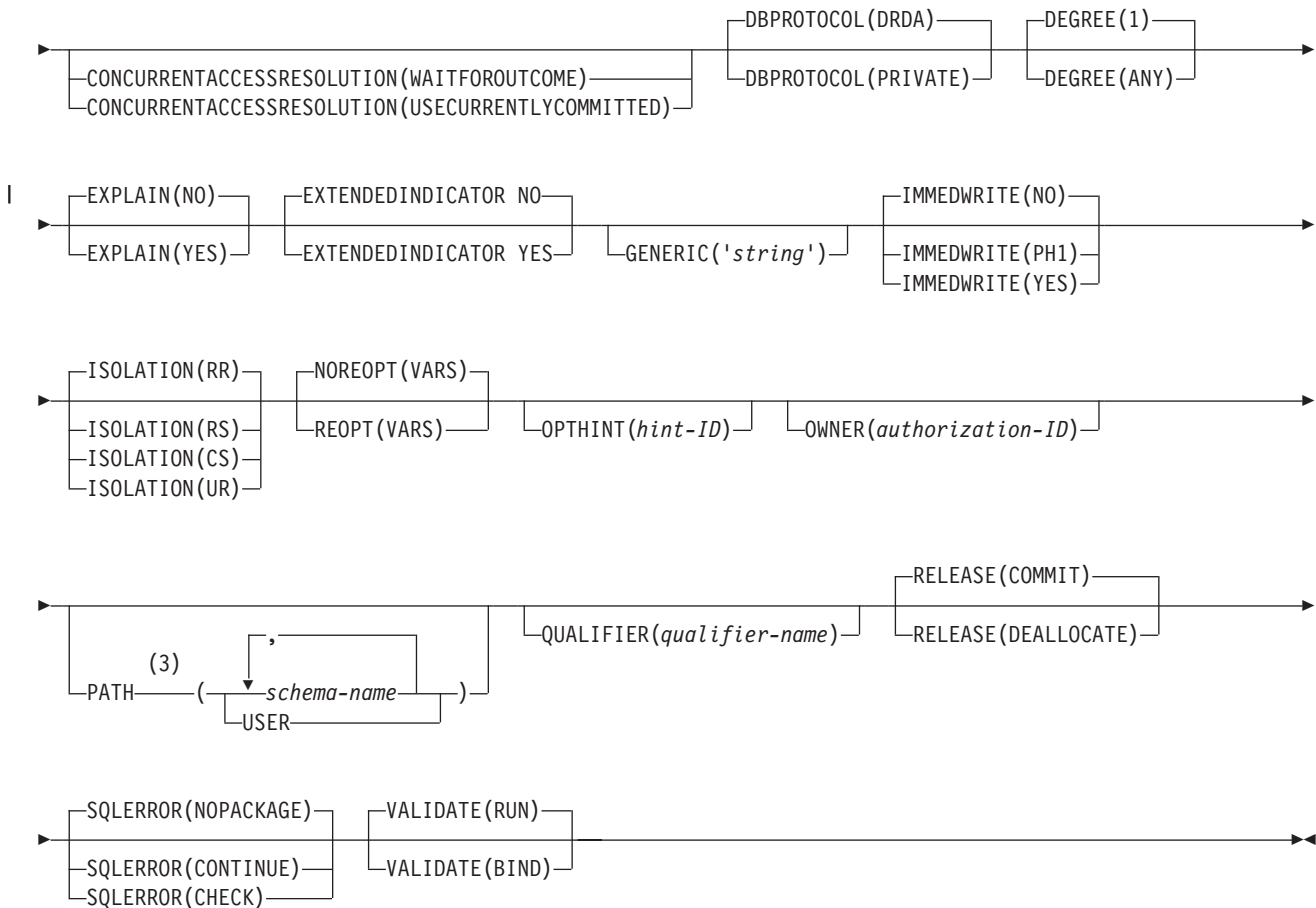 DBPROTOCOL(DRDA) DEGREE(1)
CONCURRENTACCESSRESOLUTION(WAITFOROUTCOME) DBPROTOCOL(PRIVATE) DEGREE(ANY)
CONCURRENTACCESSRESOLUTION(USECURRENTLYCOMMITTED)
| EXPLAIN(NO) EXTENDEDINDICATOR NO IMMEDWRITE(NO)
EXPLAIN(YES) EXTENDEDINDICATOR YES GENERIC('string') IMMEDWRITE(PH1)
IMMEDWRITE(YES)
ISOLATION(RR) NOREOPT(VARS)
ISOLATION(RS) REOPT(VARS) OPTHINT(hint-ID) OWNER(authorization-ID)
ISOLATION(CS)
ISOLATION(UR)
RELEASE(COMMIT)
QUALIFIER(qualifier-name) RELEASE(DEALLOCATE)
,
(3)
PATH ( schema-name )
USER
SQLERROR(NOPACKAGE) VALIDATE(RUN)
SQLERROR(CONTINUE) VALIDATE(BIND)
SQLERROR(CHECK)